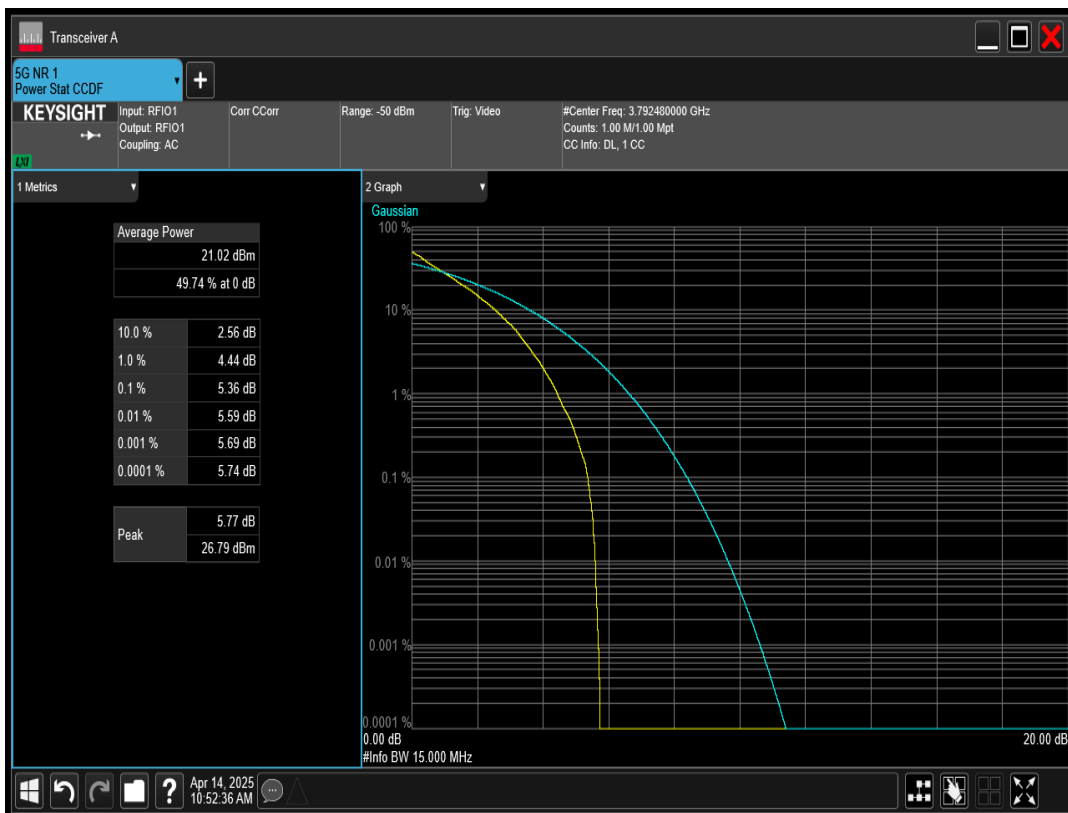 Transceiver A
5G NR 1
Power Stat CCDF
+
KEYSIGHT
LXI
Input: RFIO1
Output: RFIO1
Coupling: AC
Corr CCorr
Range: -50 dBm
Trig: Video
#Center Freq: 3.792480000 GHz
Counts: 1.00 M/1.00 Mpt
CC Info: DL, 1 CC
1 Metrics
Average Power
21.02 dBm
49.74 % at 0 dB
10.0 % 2.56 dB
1.0 % 4.44 dB
0.1 % 5.36 dB
0.01 % 5.59 dB
0.001 % 5.69 dB
0.0001 % 5.74 dB
Peak 5.77 dB
26.79 dBm
2 Graph
Gaussian
100 %
10 %
1 %
0.1 %
0.01 %
0.001 %
0.0001 %
0.00 dB 20.00 dB
#Info BW 15.000 MHz
? Apr 14, 2025
10:52:36 AM